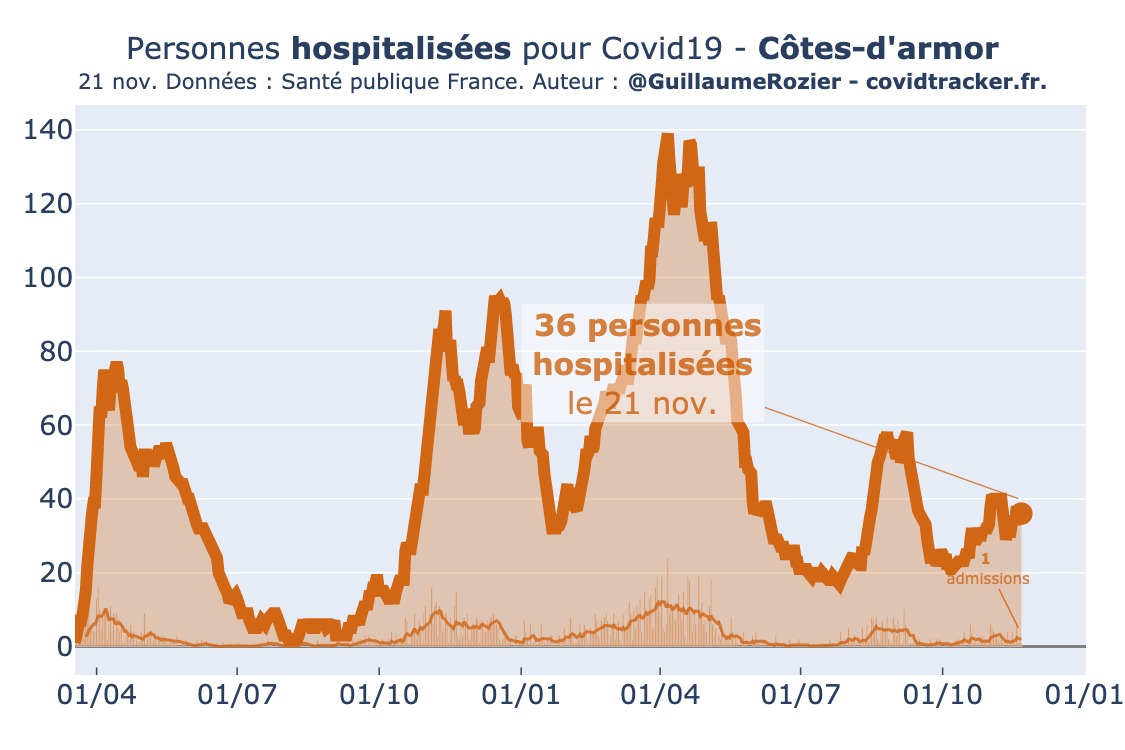 Personnes hospitalisées pour Covid19 - Côtes-d'armor
21 nov. Données : Santé publique France. Auteur : @GuillaumeRozier - covidtracker.fr.
140
120
100
80
60
40
20
0
36 personnes
hospitalisées
le 21 nov.
1
admissions
01/04
01/07
01/10
01/01
01/04
01/07
01/10
01/01